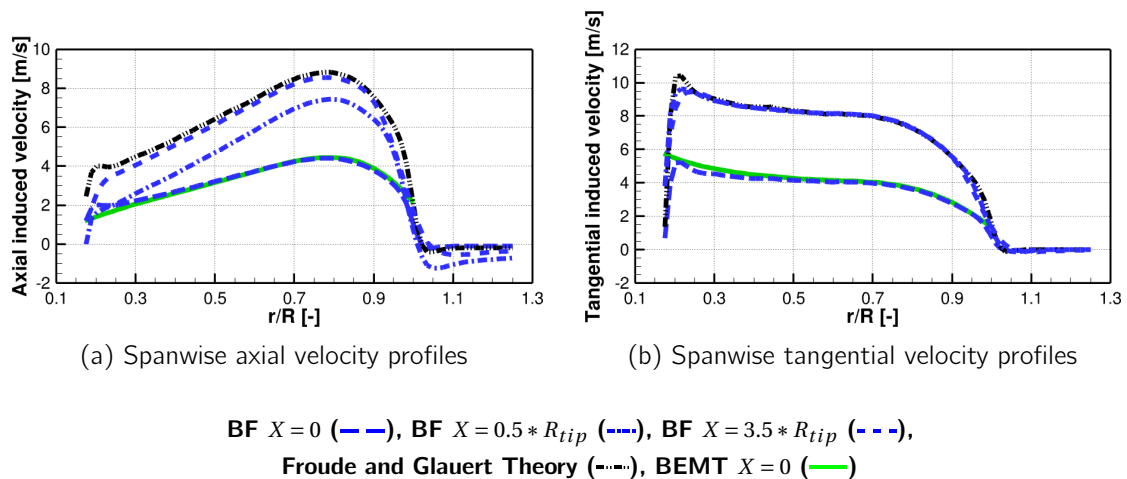 Axial induced velocity [m/s]
10
8
6
4
2
0
-2
0.1 0.3 0.5 0.7 0.9 1.1 1.3
r/R [-]
(a) Spanwise axial velocity profiles
Tangential induced velocity [m/s]
12
10
8
6
4
2
0
-2
0.1 0.3 0.5 0.7 0.9 1.1 1.3
r/R [-]
(b) Spanwise tangential velocity profiles
BF X = 0 (), BF X = 0.5 * R_tip (), BF X = 3.5 * R_tip (),
Froude and Glauert Theory (), BEMT X = 0 ()